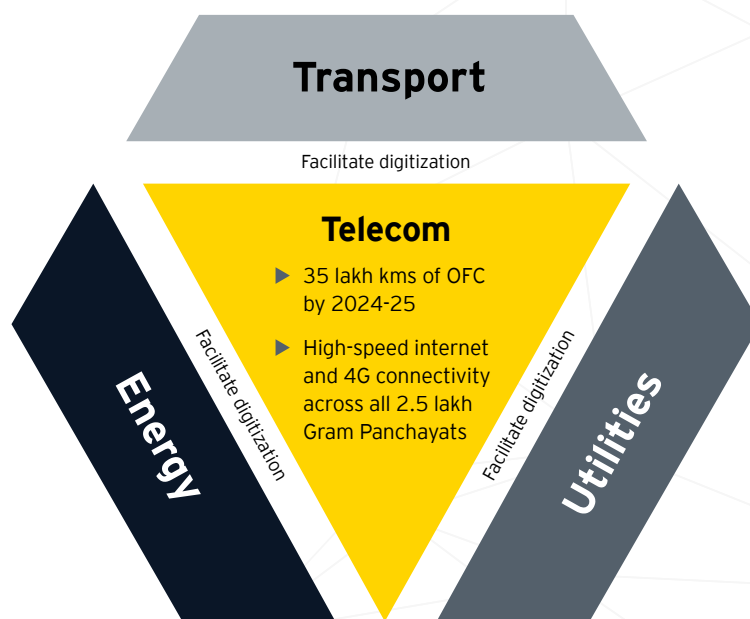 Transport
Facilitate digitization
Telecom
35 lakh kms of OFC
by 2024-25
High-speed internet
and 4G connectivity
across all 2.5 lakh
Gram Panchayats
Facilitate digitization
Energy
Facilitate digitization
Utilities